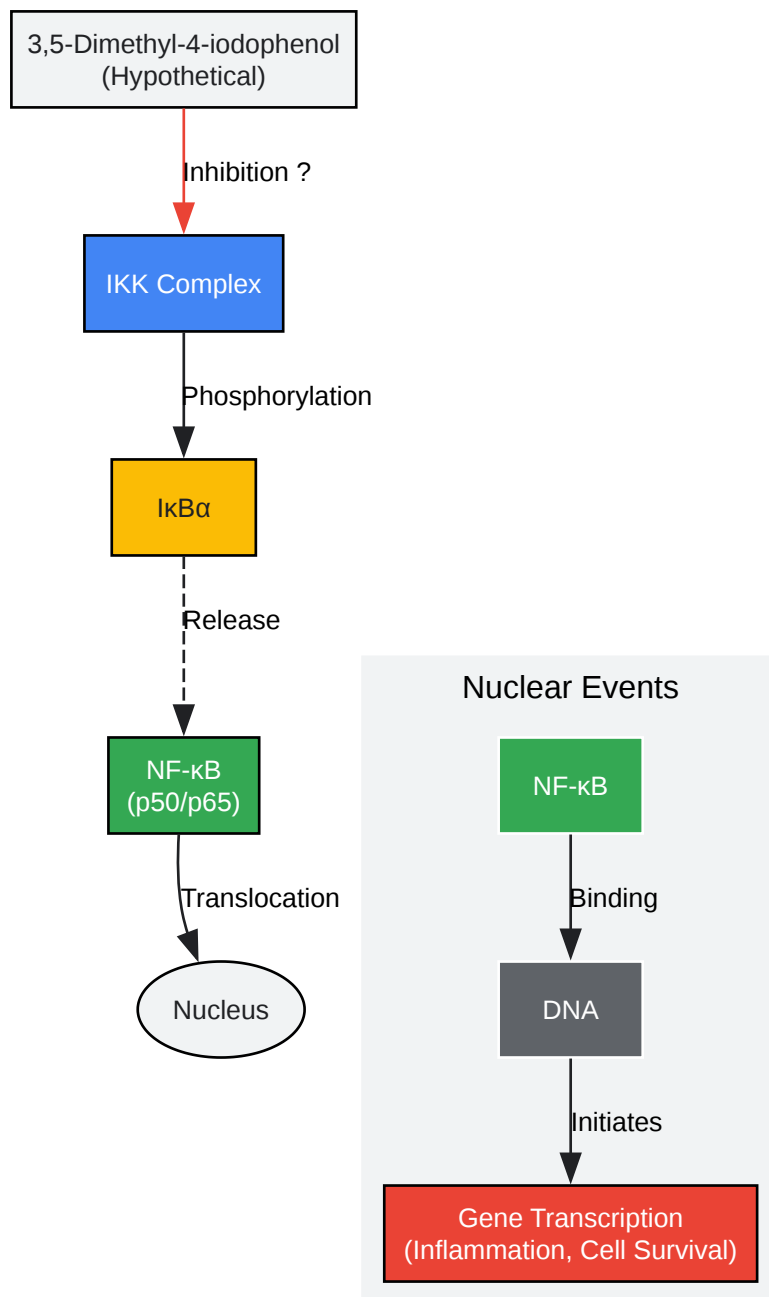 3,5-Dimethyl-4-iodophenol
(Hypothetical)
Inhibition ?
IKK Complex
Phosphorylation
IκBα
Release
NF-κB
(p50/p65)
Translocation
Nucleus
Nuclear Events
NF-κB
Binding
DNA
Initiates
Gene Transcription
(Inflammation, Cell Survival)